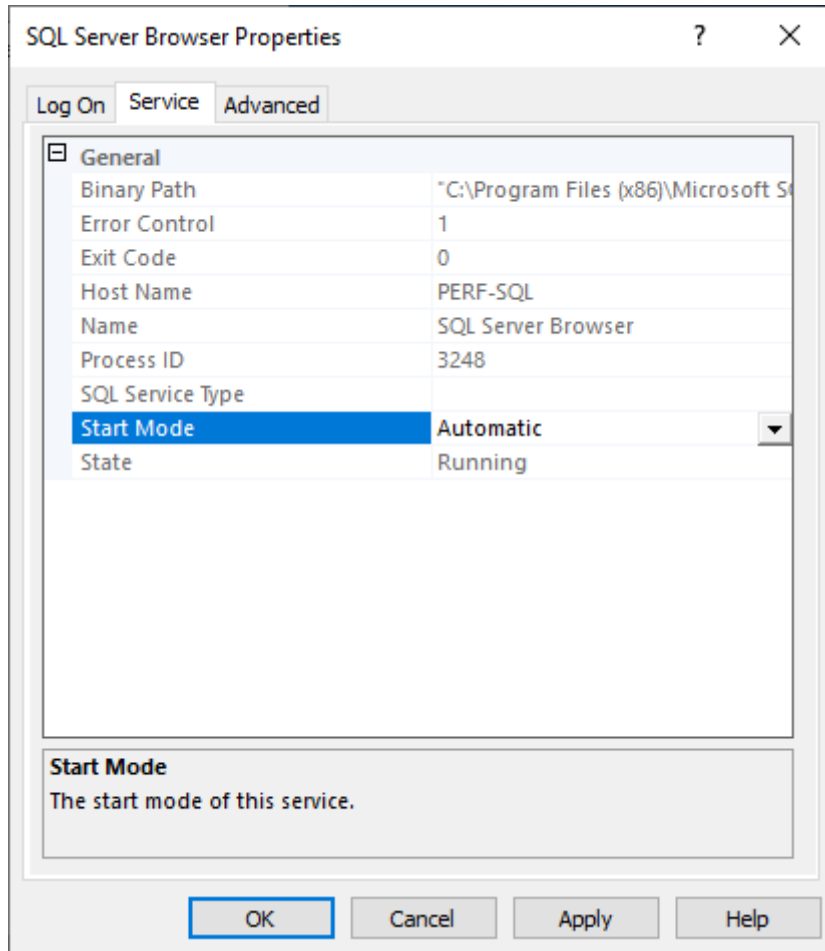 SQL Server Browser Properties ?
Log On Service Advanced
General
Binary Path "C:\Program Files (x86)\Microsoft
Error Control 1
Exit Code 0
Host Name PERF-SQL
Name SQL Server Browser
Process ID 3248
SQL Service Type
Start Mode Automatic
State Running
Start Mode
The start mode of this service.
OK Cancel Apply Help